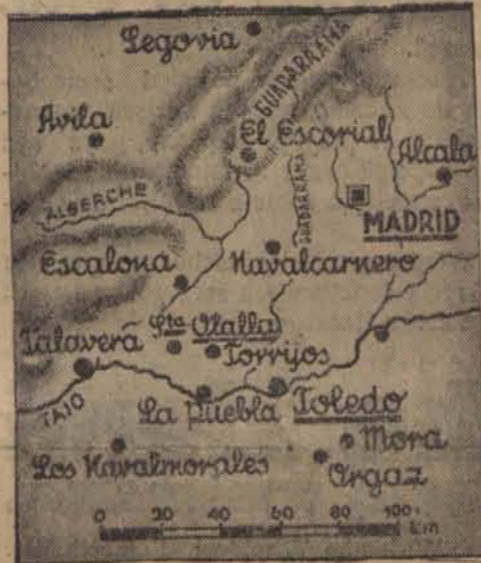 Segovia
GUADARRAMA
Avila
El Escorial
Alcala
ALBERCHE
GUADARRAMA
MADRID
Escalona
Navalcarnero
Talavera
Sta Olalla
Torrijos
TAJO
La Puebla
Toledo
Mora
Los Navalmorales
Orgaz
0 20 40 60 80 100
Km